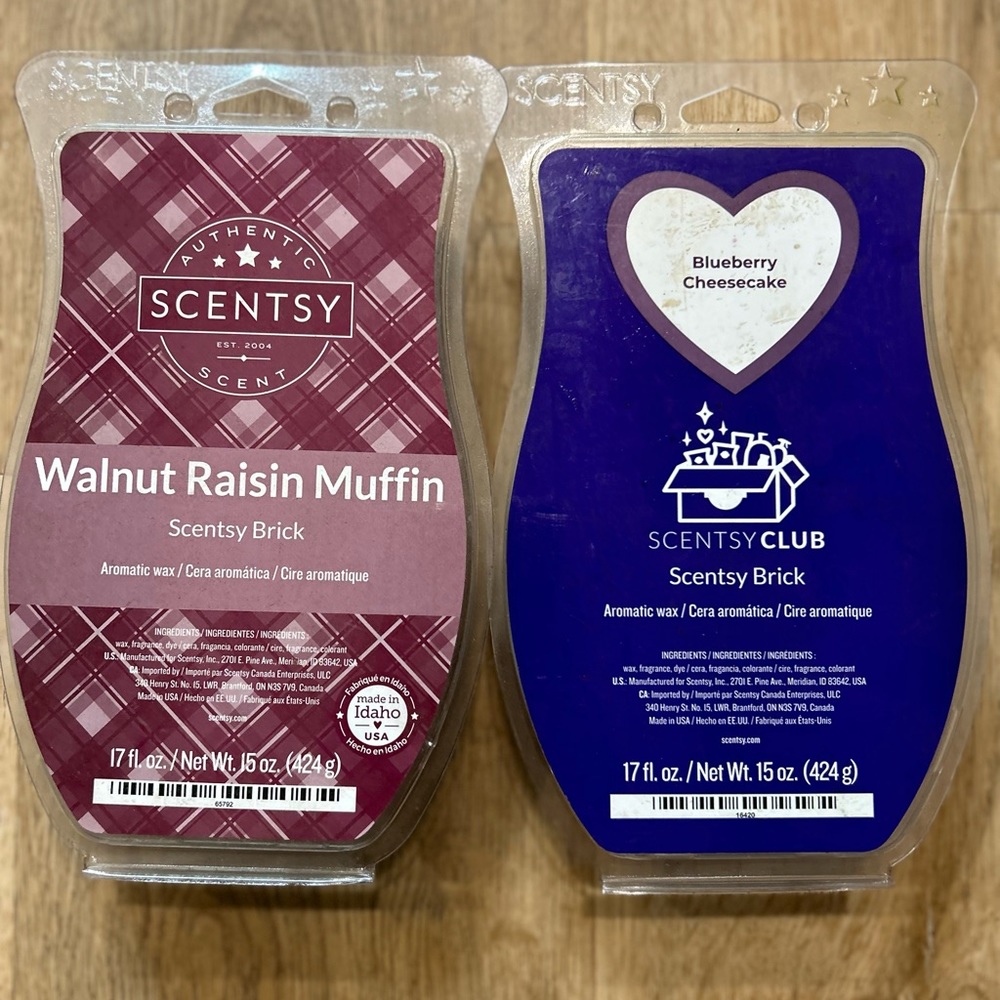 SCENTSY
AUTHENTIC
SCENTSY
EST. 2004
SCENT
Walnut Raisin Muffin
Scentsy Brick
Aromatic wax / Cera aromática / Cire aromatique
INGREDIENTS / INGREDIENTES / INGRÉDIENTS :
wax, fragrance, dye / cera, fragancia, colorante / cire, fragrance, colorant
U.S.: Manufactured for Scentsy, Inc., 2701 E. Pine Ave., Meridian, ID 83642, USA
CA: Imported by / Importé par Scentsy Canada Enterprises, ULC
340 Henry St. No. 15, LWR, Brantford, ON N3S 7V9, Canada
Made in USA / Hecho en EE.UU. / Fabriqué aux États-Unis
scentsy.com
Fabriqué en Idaho
made in
Idaho
USA
Hecho en Idaho
17 fl. oz. / Net Wt. 15 oz. (424 g)
65792
SCENTSY
Blueberry
Cheesecake
SCENTSY CLUB
Scentsy Brick
Aromatic wax / Cera aromática / Cire aromatique
INGREDIENTS / INGREDIENTES / INGRÉDIENTS :
wax, fragrance, dye / cera, fragancia, colorante / cire, fragrance, colorant
U.S.: Manufactured for Scentsy, Inc., 2701 E. Pine Ave., Meridian, ID 83642, USA
CA: Imported by / Importé par Scentsy Canada Enterprises, ULC
340 Henry St. No. 15, LWR, Brantford, ON N3S 7V9, Canada
Made in USA / Hecho en EE.UU. / Fabriqué aux États-Unis
scentsy.com
17 fl. oz. / Net Wt. 15 oz. (424 g)
16420